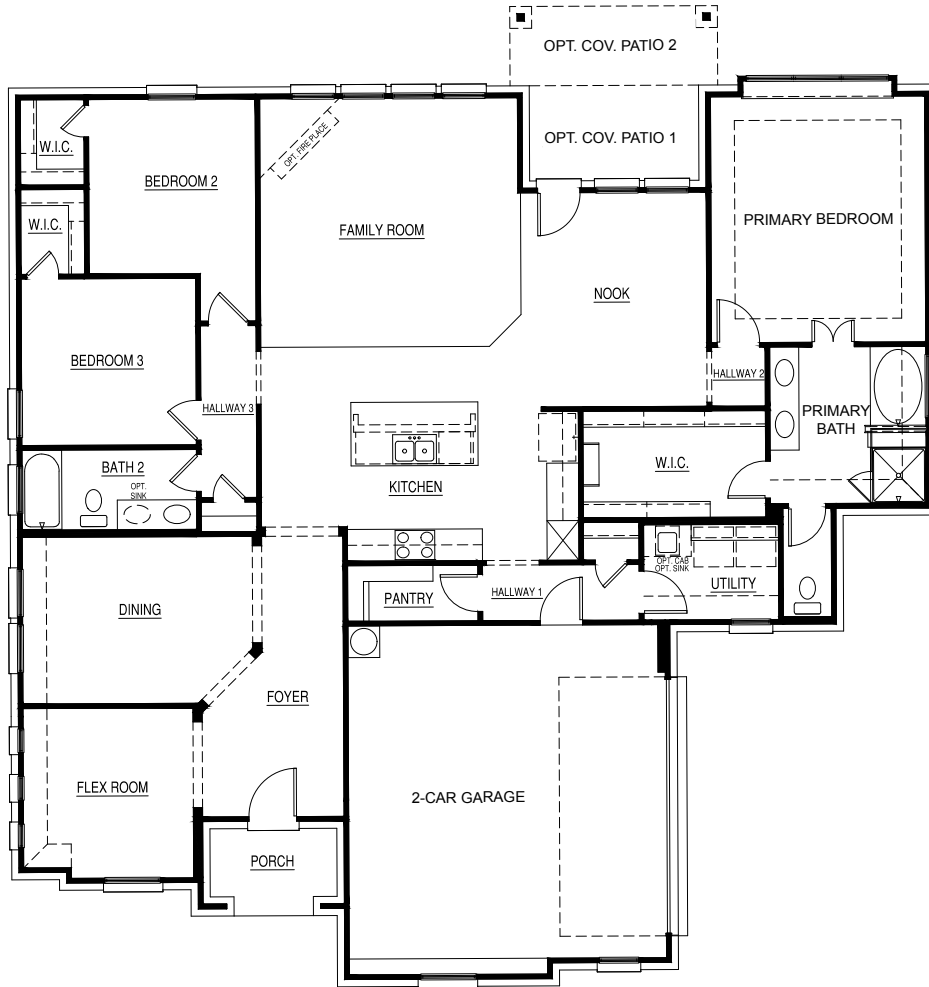 OPT. COV. PATIO 2
OPT. COV. PATIO 1
OPT. FIRE PLACE
W.I.C.
BEDROOM 2
W.I.C.
FAMILY ROOM
PRIMARY BEDROOM
NOOK
BEDROOM 3
HALLWAY 2
HALLWAY 3
PRIMARY
BATH
BATH 2
OPT.
SINK
W.I.C.
KITCHEN
OPT. CAB
OPT. SINK
UTILITY
HALLWAY 1
PANTRY
DINING
FOYER
FLEX ROOM
2-CAR GARAGE
PORCH